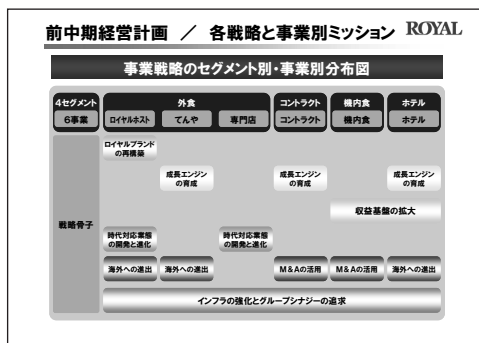 前中期経営計画 ／ 各戦略と事業別ミッション ROYAL
事業戦略のセグメント別・事業別分布図
4セグメント 外食 コントラクト 機内食 ホテル
6事業 ロイヤルホスト てんや 専門店 コントラクト 機内食 ホテル
ロイヤルブランド
の再構築
成長エンジン
の育成
成長エンジン
の育成
成長エンジン
の育成
収益基盤の拡大
戦略骨子
時代対応業態
の開発と進化
時代対応業態
の開発と進化
海外への進出 海外への進出 M&Aの活用 M&Aの活用 海外への進出
インフラの強化とグループシナジーの追求